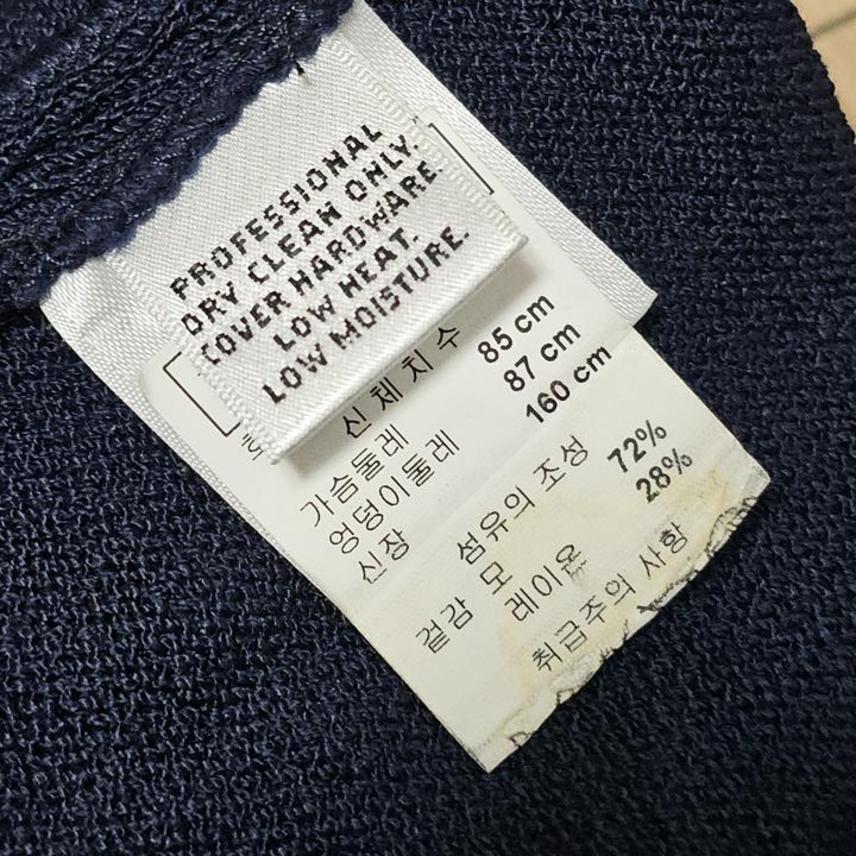 PROFESSIONAL
DRY CLEAN ONLY.
COVER HARDWARE.
LOW HEAT.
LOW MOISTURE.
신체치수
가슴둘레 85 cm
엉덩이둘레 87 cm
신장 160 cm
섬유의 조성
겉감 모 72%
레이온 28%
취급주의 사항